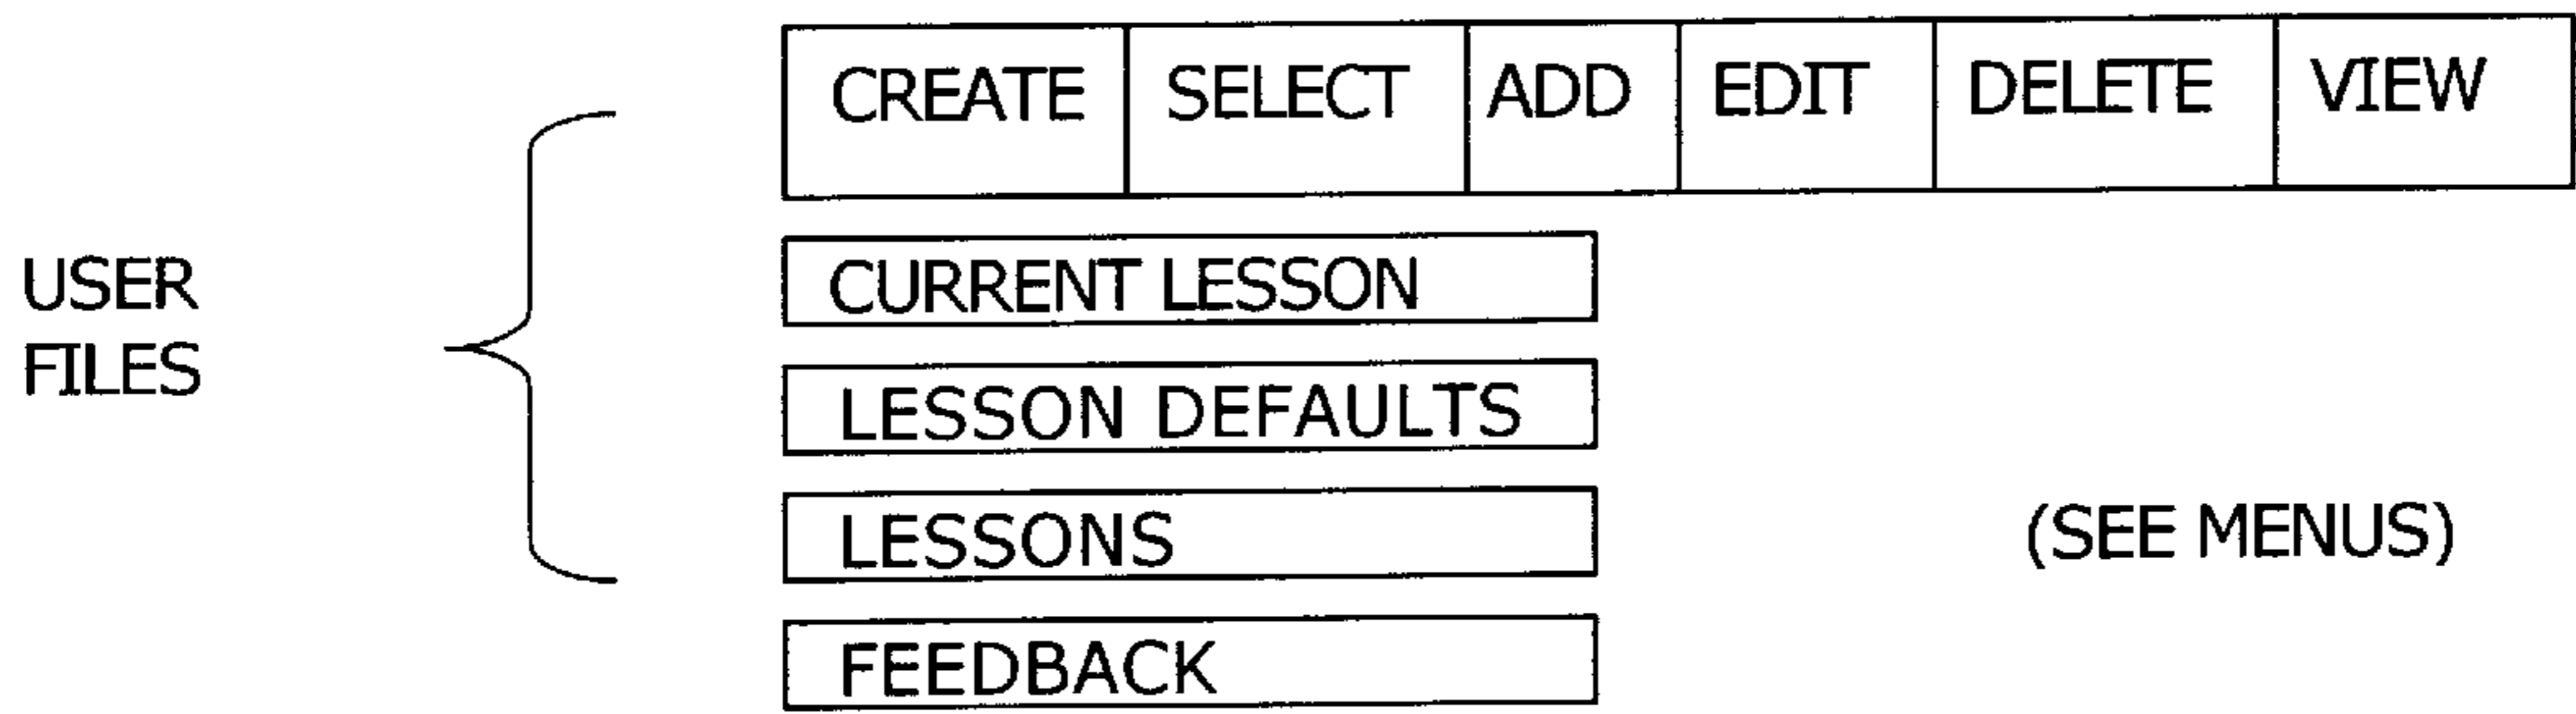 CREATE SELECT ADD EDIT DELETE VIEW
USER
FILES
CURRENT LESSON
LESSON DEFAULTS
LESSONS
(SEE MENUS)
FEEDBACK